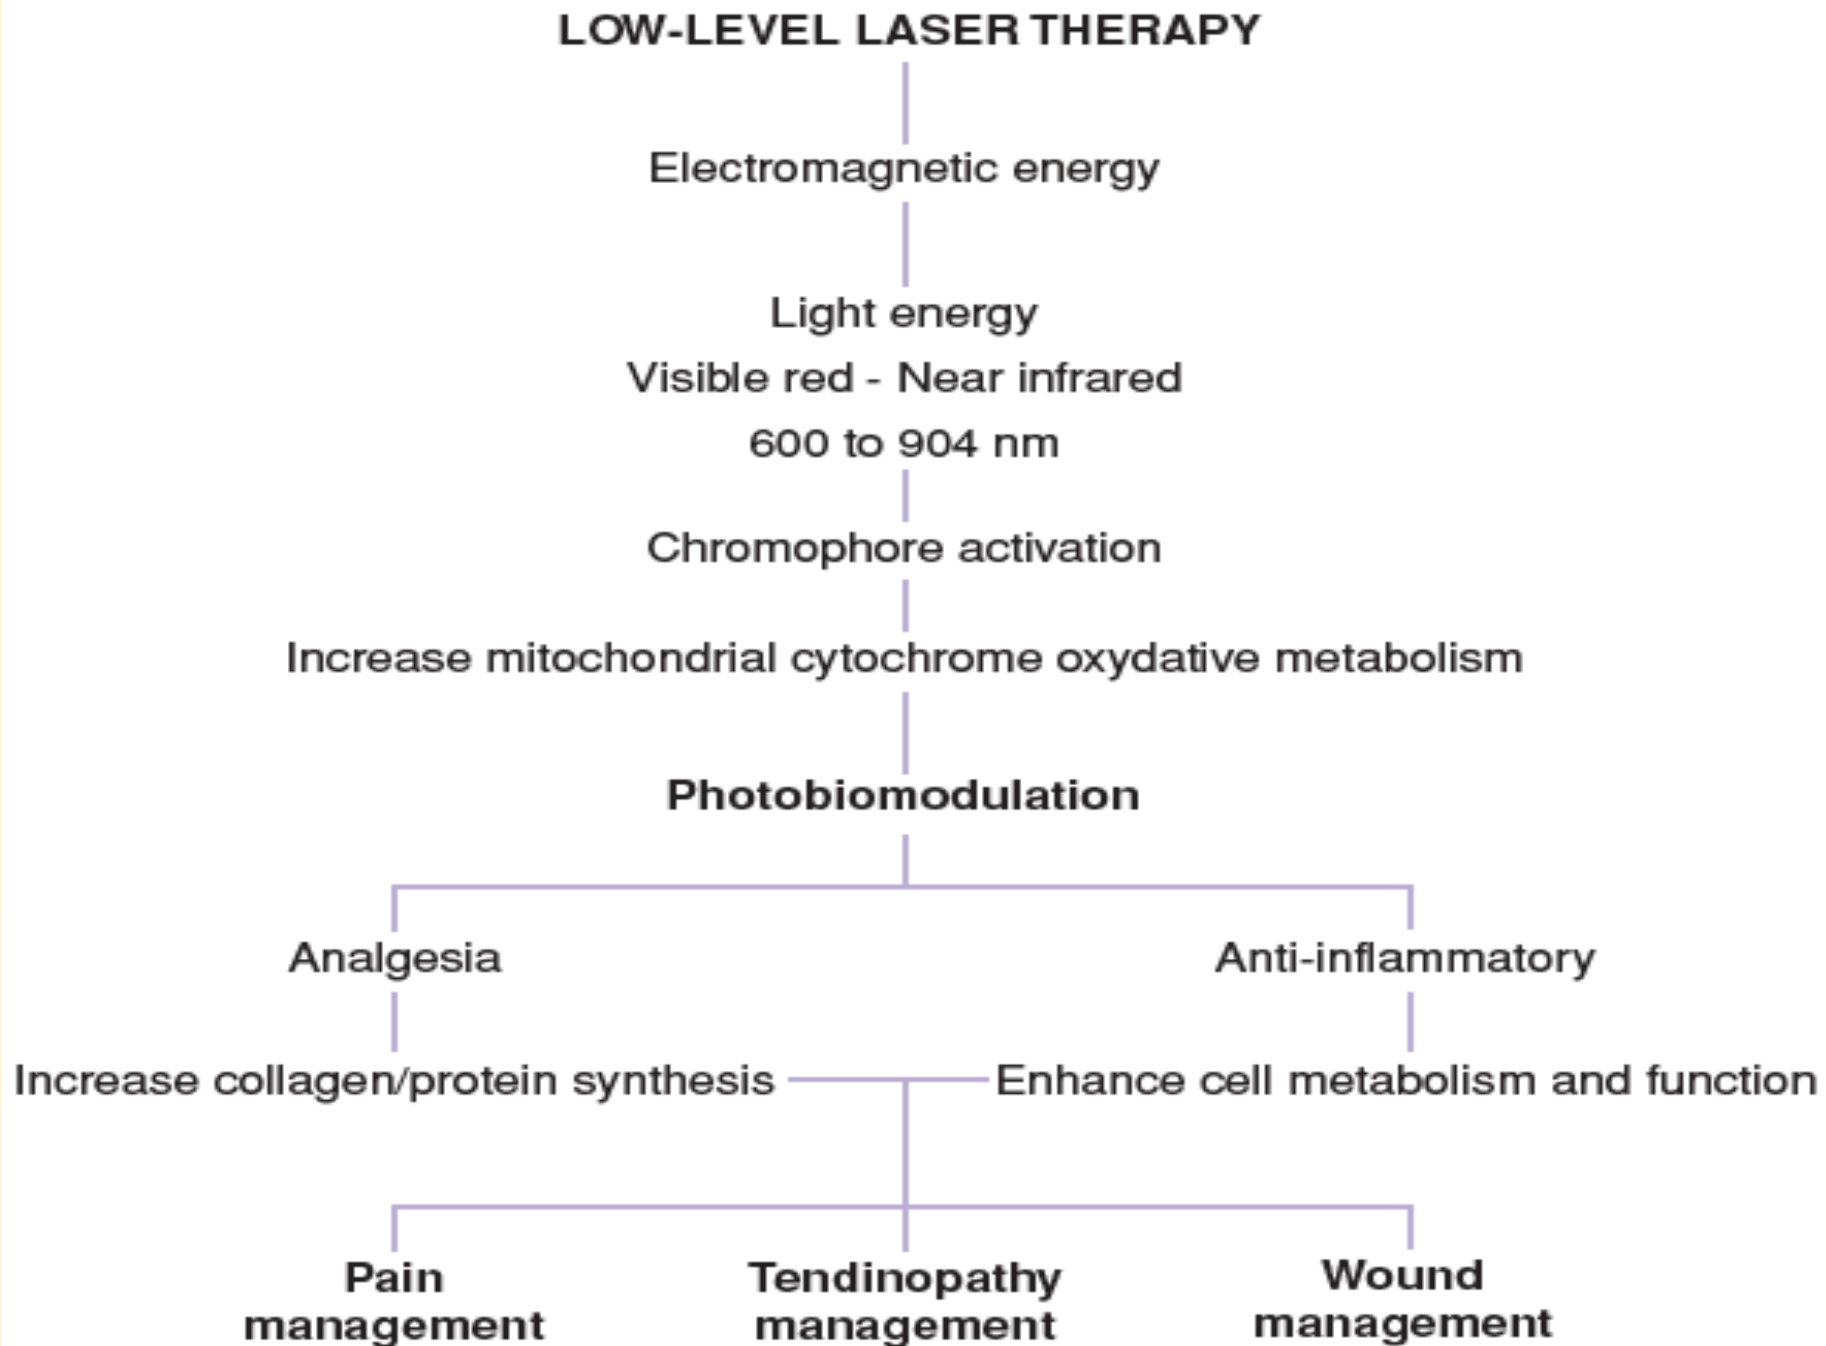 LOW-LEVEL LASER THERAPY
Electromagnetic energy
Light energy
Visible red - Near infrared
600 to 904 nm
Chromophore activation
Increase mitochondrial cytochrome oxydative metabolism
Photobiomodulation
Analgesia
Anti-inflammatory
Increase collagen/protein synthesis
Enhance cell metabolism and function
Pain
management
Tendinopathy
management
Wound
management